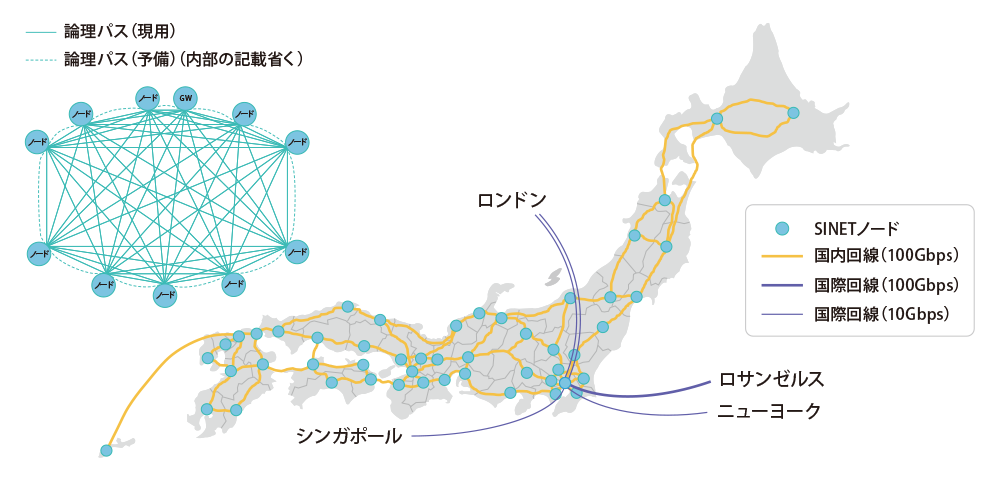 論理パス(現用)
論理パス(予備)(内部の記載省く)
ノード
GW
ノード
ノード
ノード
ノード
ノード
ノード
ノード
ノード
ノード
ロンドン
SINETノード
国内回線(100Gbps)
国際回線(100Gbps)
国際回線(10Gbps)
ロサンゼルス
ニューヨーク
シンガポール